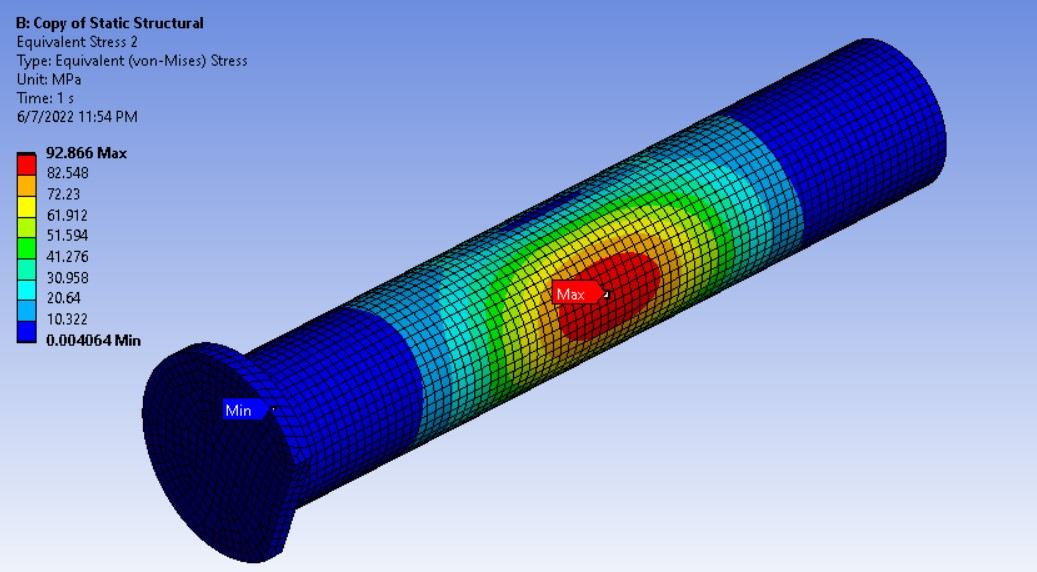 B: Copy of Static Structural
Equivalent Stress 2
Type: Equivalent (von-Mises) Stress
Unit: MPa
Time: 1 s
6/7/2022 11:54 PM
92.866 Max
82.548
72.23
61.912
51.594
41.276
30.958
20.64
10.322
0.004064 Min
Max
Min